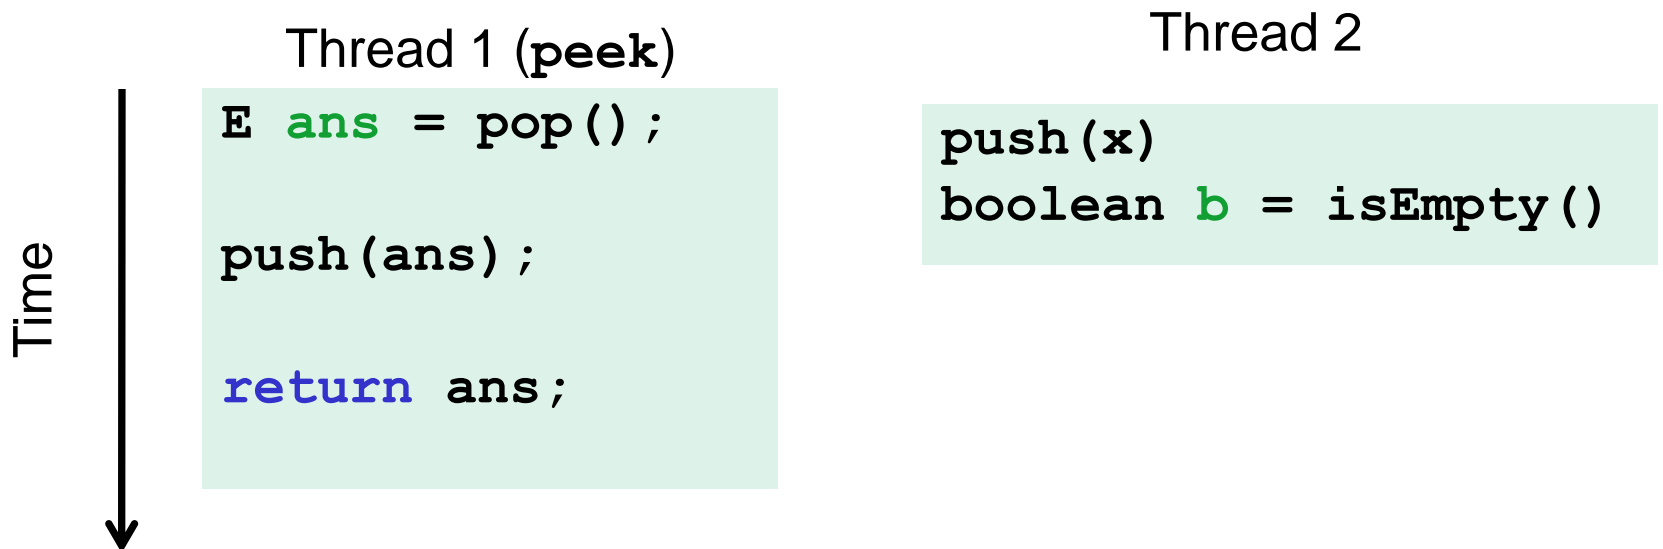 Thread 1 (peek)
E ans = pop();
push(ans);
return ans;
Thread 2
push(x)
boolean b = isEmpty()
Time